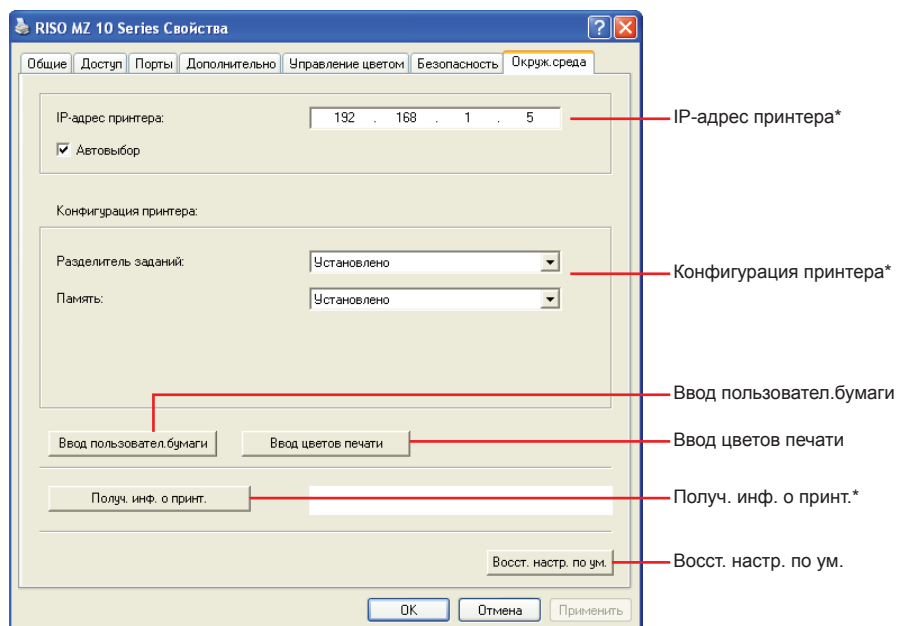 RISO MZ 10 Series Свойства
Общие Доступ Порты Дополнительно Управление цветом Безопасность Окруж.среда
IP-адрес принтера: 192 . 168 . 1 . 5
IP-адрес принтера*
Автовыбор
Конфигурация принтера:
Разделитель заданий: Установлено
Конфигурация принтера*
Память: Установлено
Ввод пользовател.бумаги
Ввод пользовател.бумаги Ввод цветов печати
Ввод цветов печати
Получ. инф. о принт.
Получ. инф. о принт.*
Восст. настр. по ум.
Восст. настр. по ум.
OK Отмена Применить